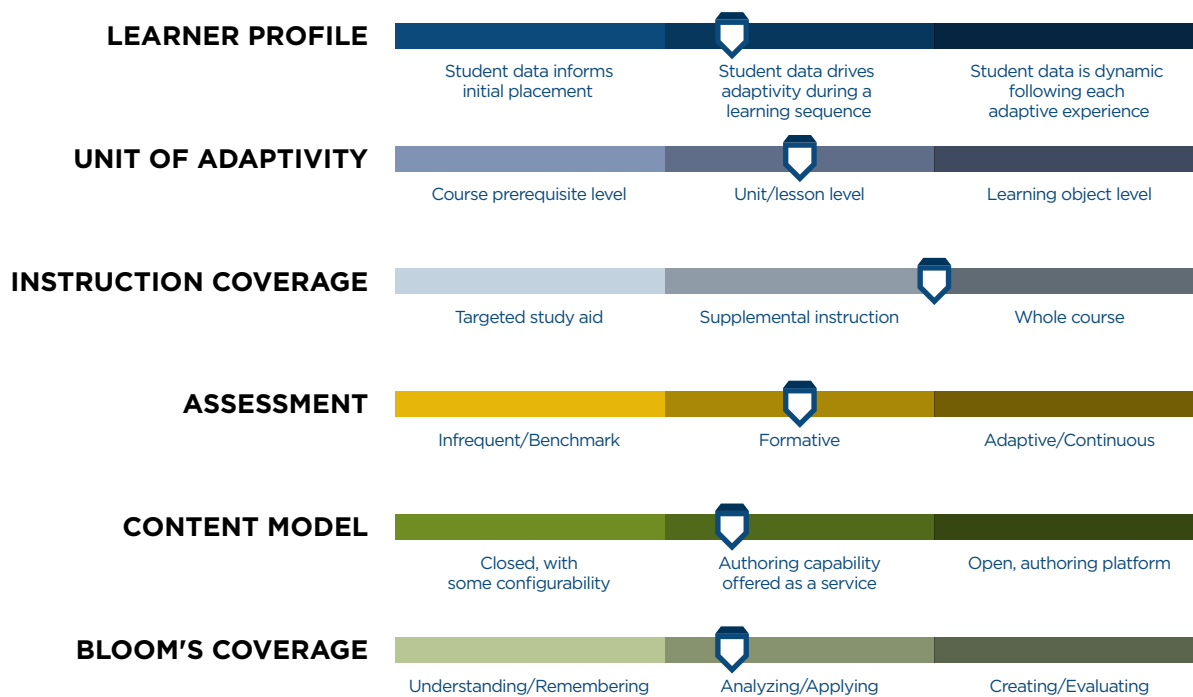 LEARNER PROFILE
Student data informs
initial placement
Student data drives
adaptivity during a
learning sequence
Student data is dynamic
following each
adaptive experience
UNIT OF ADAPTIVITY
Course prerequisite level
Unit/lesson level
Learning object level
INSTRUCTION COVERAGE
Targeted study aid
Supplemental instruction
Whole course
ASSESSMENT
Infrequent/Benchmark
Formative
Adaptive/Continuous
CONTENT MODEL
Closed, with
some configurability
Authoring capability
offered as a service
Open, authoring platform
BLOOM'S COVERAGE
Understanding/Remembering
Analyzing/Applying
Creating/Evaluating